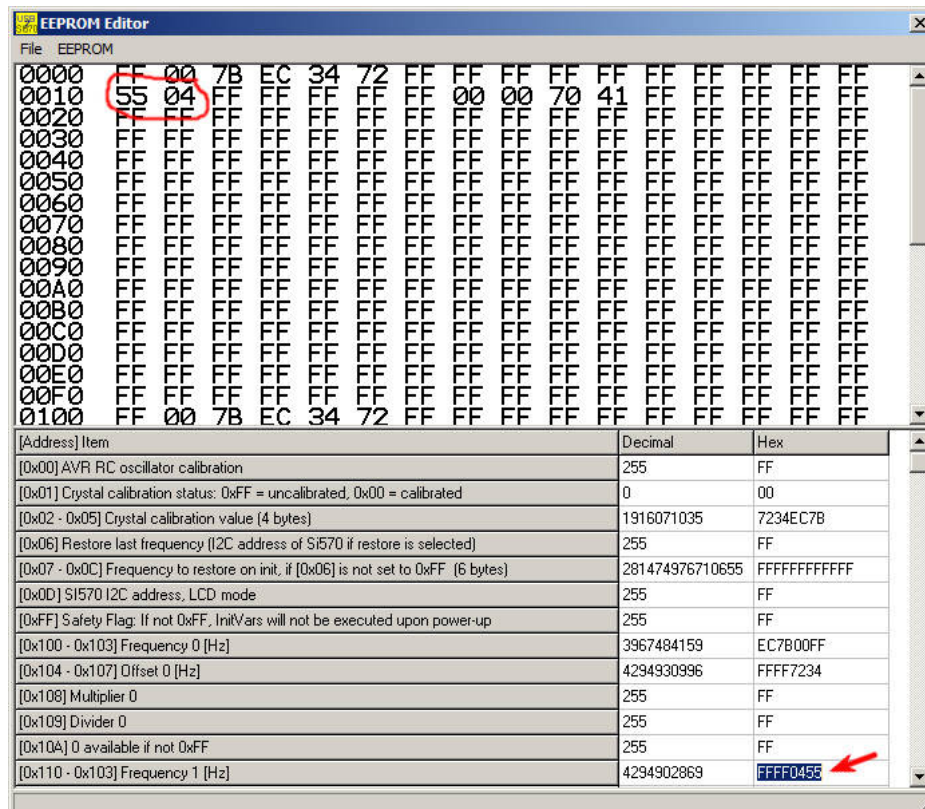 USB Si570 EEPROM Editor
File EEPROM
0000 FF 00 7B EC 34 72 FF FF FF FF FF FF FF FF FF FF
0010 55 04 FF FF FF FF FF 00 00 70 41 FF FF FF FF FF
0020 FF FF FF FF FF FF FF FF FF FF FF FF FF FF FF FF
0030 FF FF FF FF FF FF FF FF FF FF FF FF FF FF FF FF
0040 FF FF FF FF FF FF FF FF FF FF FF FF FF FF FF FF
0050 FF FF FF FF FF FF FF FF FF FF FF FF FF FF FF FF
0060 FF FF FF FF FF FF FF FF FF FF FF FF FF FF FF FF
0070 FF FF FF FF FF FF FF FF FF FF FF FF FF FF FF FF
0080 FF FF FF FF FF FF FF FF FF FF FF FF FF FF FF FF
0090 FF FF FF FF FF FF FF FF FF FF FF FF FF FF FF FF
00A0 FF FF FF FF FF FF FF FF FF FF FF FF FF FF FF FF
00B0 FF FF FF FF FF FF FF FF FF FF FF FF FF FF FF FF
00C0 FF FF FF FF FF FF FF FF FF FF FF FF FF FF FF FF
00D0 FF FF FF FF FF FF FF FF FF FF FF FF FF FF FF FF
00E0 FF FF FF FF FF FF FF FF FF FF FF FF FF FF FF FF
00F0 FF FF FF FF FF FF FF FF FF FF FF FF FF FF FF FF
0100 FF 00 7B EC 34 72 FF FF FF FF FF FF FF FF FF FF
[Address] Item Decimal Hex
[0x00] AVR RC oscillator calibration 255 FF
[0x01] Crystal calibration status: 0xFF = uncalibrated, 0x00 = calibrated 0 00
[0x02 - 0x05] Crystal calibration value (4 bytes) 1916071035 7234EC7B
[0x06] Restore last frequency (I2C address of Si570 if restore is selected) 255 FF
[0x07 - 0x0C] Frequency to restore on init, if [0x06] is not set to 0xFF (6 bytes) 281474976710655 FFFFFFFFFFFF
[0x0D] SI570 I2C address, LCD mode 255 FF
[0xFF] Safety Flag: If not 0xFF, InitVars will not be executed upon power-up 255 FF
[0x100 - 0x103] Frequency 0 [Hz] 3967484159 EC7B00FF
[0x104 - 0x107] Offset 0 [Hz] 4294930996 FFFF7234
[0x108] Multiplier 0 255 FF
[0x109] Divider 0 255 FF
[0x10A] 0 available if not 0xFF 255 FF
[0x110 - 0x103] Frequency 1 [Hz] 4294902869 FFFF0455